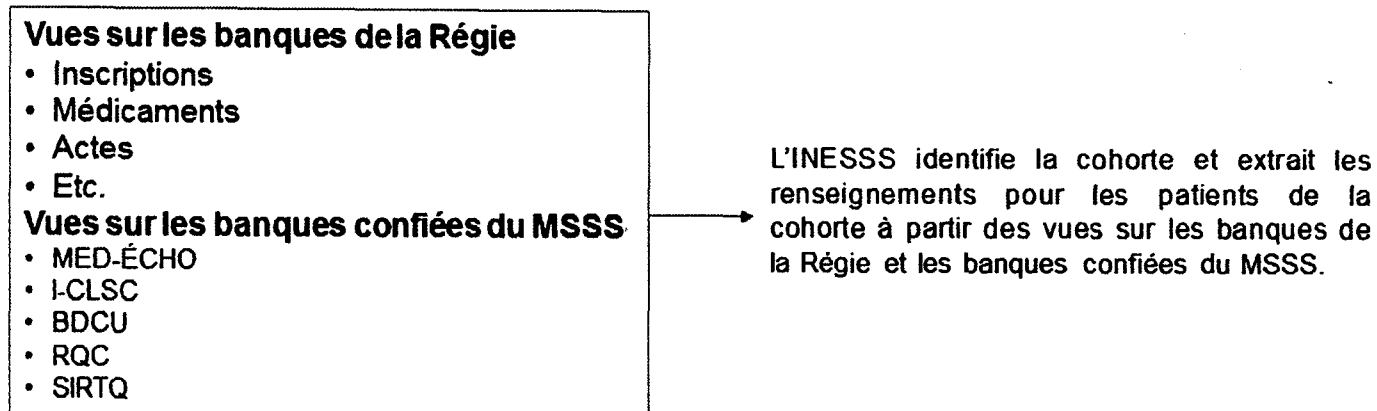 Vues sur les banques de la Régie
• Inscriptions
• Médicaments
• Actes
• Etc.
Vues sur les banques confiées du MSSS
• MED-ÉCHO
• I-CLSC
• BDCU
• RQC
• SIRTQ
L'INESSS identifie la cohorte et extrait les
renseignements pour les patients de la
cohorte à partir des vues sur les banques de
la Régie et les banques confiées du MSSS.